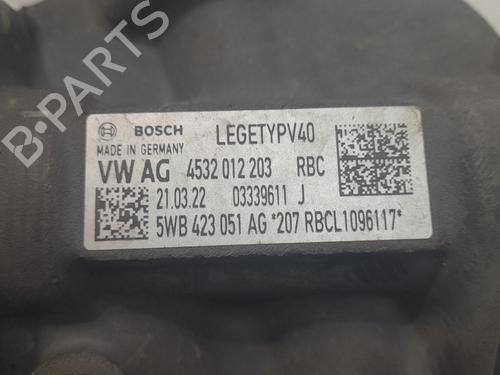 BOSCH LEGETYPV40
MADE IN GERMANY
VW AG 4532 012 203 RBC
21.03.22 03339611 J
5WB 423 051 AG *207 RBCL1096117*
B-PARTS